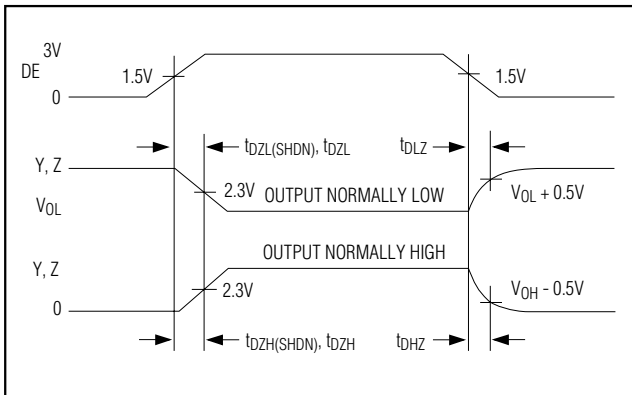 3V
DE
1.5V
1.5V
0
tDZL(SHDN), tDZL
tDLZ
Y, Z
2.3V
OUTPUT NORMALLY LOW
VOL + 0.5V
VOL
OUTPUT NORMALLY HIGH
Y, Z
2.3V
VOH - 0.5V
0
tDZH(SHDN), tDZH
tDHZ